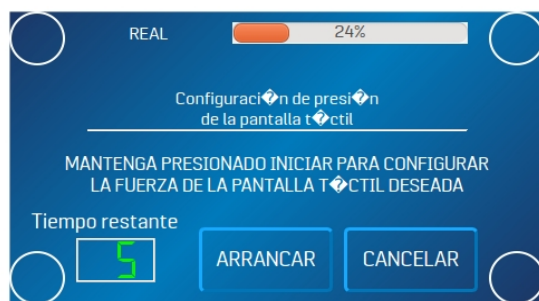 REAL 24%
Configuraci�n de presi�n
de la pantalla t�ctil
MANTENGA PRESIONADO INICIAR PARA CONFIGURAR
LA FUERZA DE LA PANTALLA T�CTIL DESEADA
Tiempo restante
5
ARRANCAR
CANCELAR